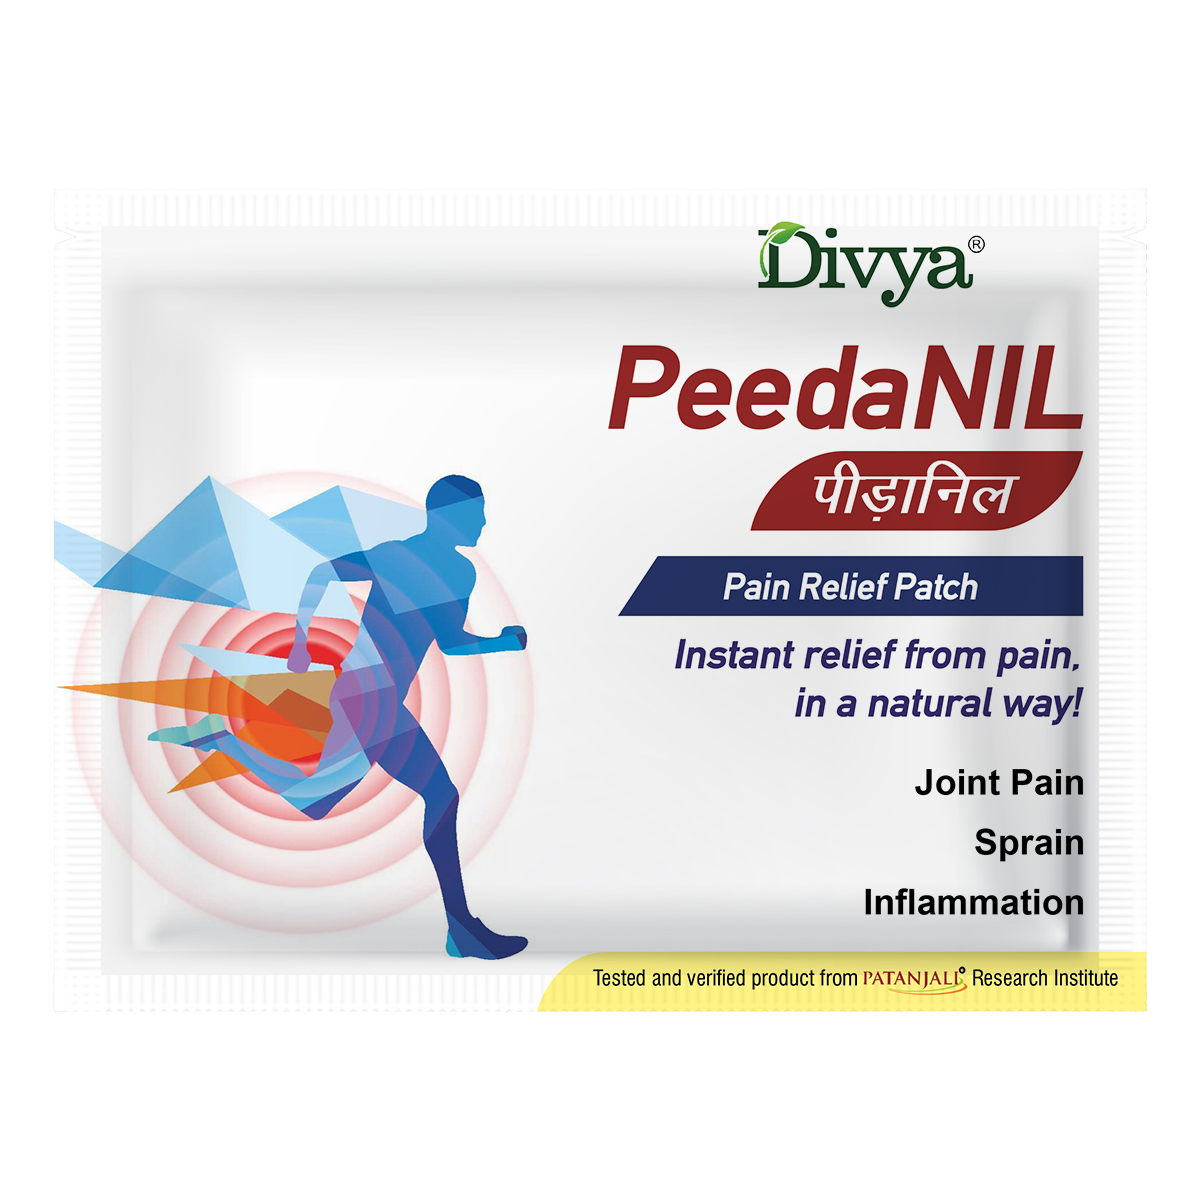 Divya®
PeedaNIL
पीड़ानिल
Pain Relief Patch
Instant relief from pain,
in a natural way!
Joint Pain
Sprain
Inflammation
Tested and verified product from PATANJALI Research Institute